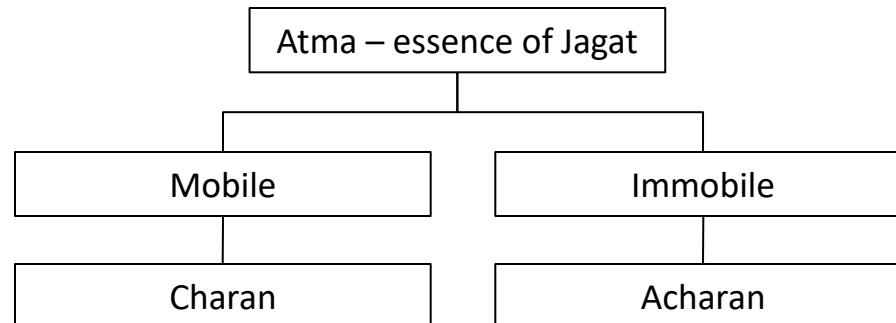 Atma – essence of Jagat
Mobile
Immobile
Charan
Acharan